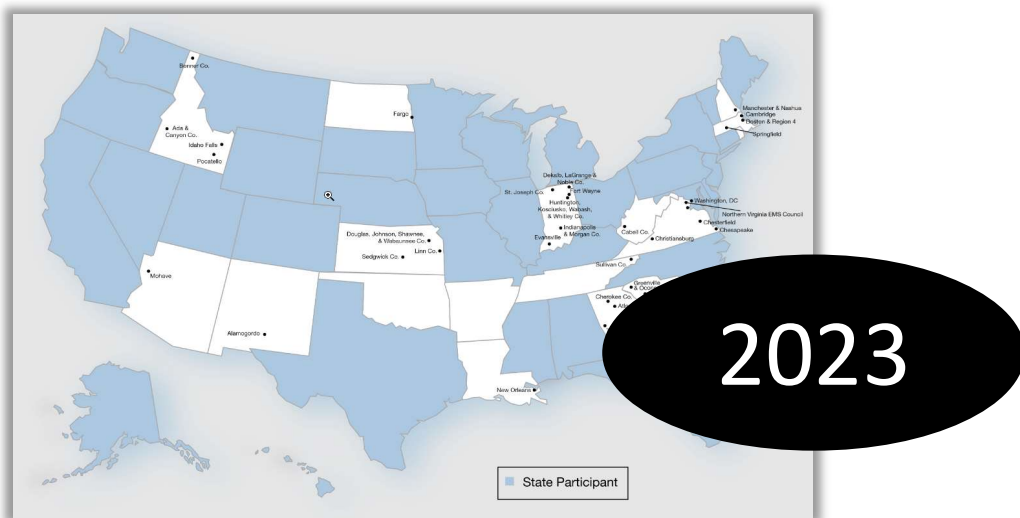 Bonner Co.
Ada &
Canyon Co.
Idaho Falls
Pocatello
Fargo
Manchester & Nashua
Cambridge
Boston & Region 4
Springfield
Dekalb, LaGrange &
Noble Co.
St. Joseph Co.
Fort Wayne
Huntington,
Kosciusko, Wabash,
& Whitley Co.
Indianapolis
& Morgan Co.
Evansville
Washington, DC
Northern Virginia EMS Council
Chesterfield
Chesapeake
Cabell Co.
Christiansburg
Douglas, Johnson, Shawnee,
& Wabaunsee Co.
Linn Co.
Sedgwick Co.
Sullivan Co.
Mohave
Greenville
Cherokee Co.
Alamogordo
New Orleans
2023
State Participant